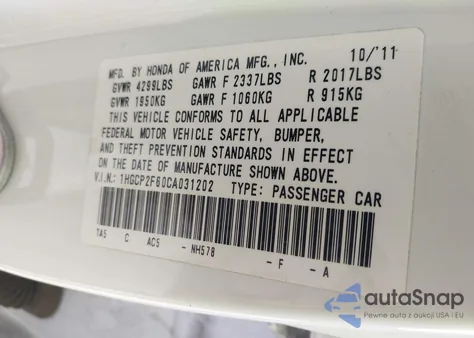 MFD. BY HONDA OF AMERICA MFG., INC. 10/'11
GVWR 4299LBS GAWR F 2337LBS R 2017LBS
GVWR 1950KG GAWR F 1060KG R 915KG
THIS VEHICLE CONFORMS TO ALL APPLICABLE
FEDERAL MOTOR VEHICLE SAFETY, BUMPER,
AND THEFT PREVENTION STANDARDS IN EFFECT
ON THE DATE OF MANUFACTURE SHOWN ABOVE.
V.I.N.: 1HGCP2F60CA031202 TYPE: PASSENGER CAR
TA5 C AC5 -NH578 -F -A
autoSnap
Pewne auta z aukcji USA i EU